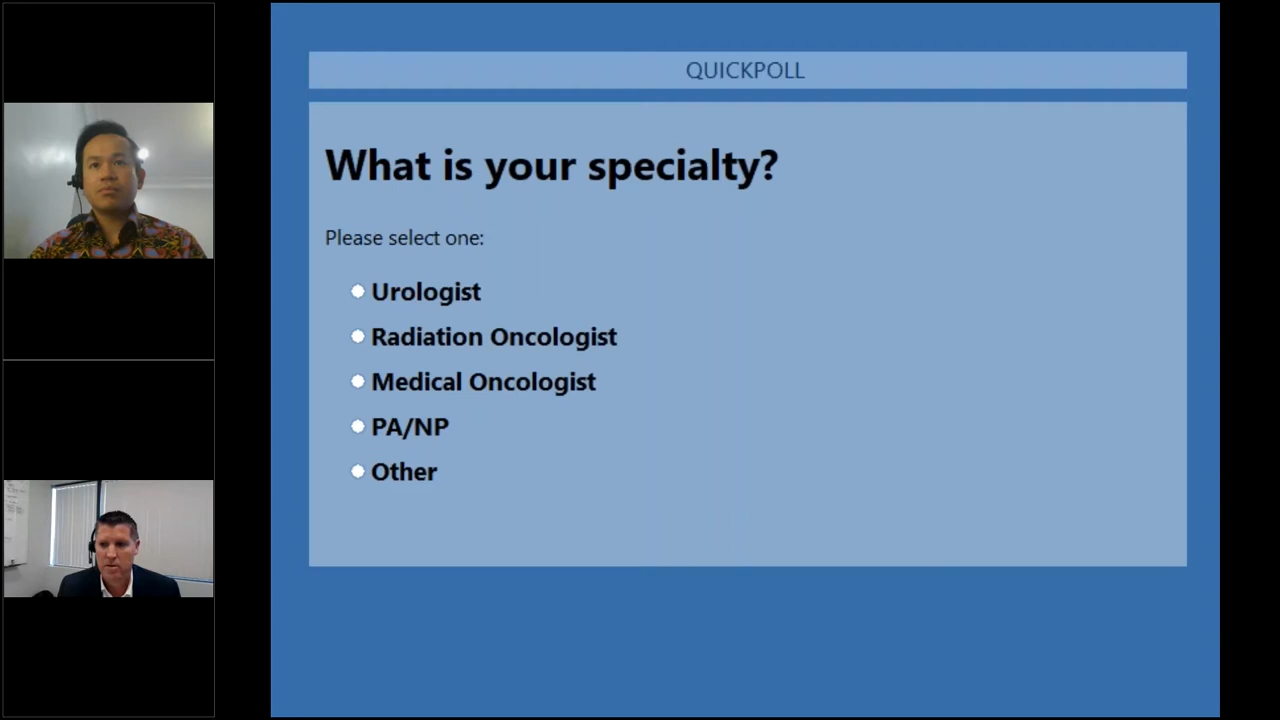 QUICKPOLL
What is your specialty?
Please select one:
Urologist
Radiation Oncologist
Medical Oncologist
PA/NP
Other